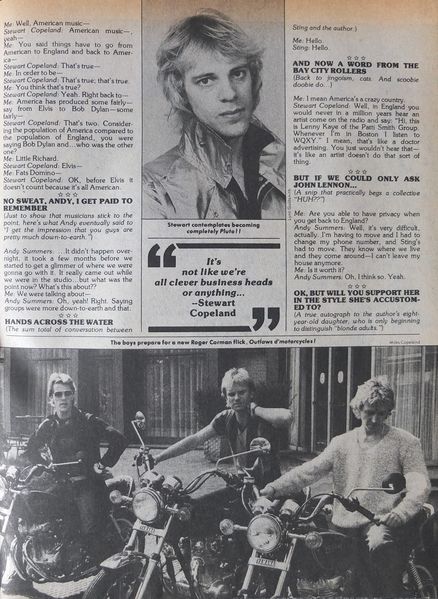 Me: Well, American music—
Stewart Copeland: American music-,
yeah—
Me: You said things have to go from
American to England and back to Amer-
ica—
Stewart Copeland: That's true—
Me: In order to be—
Stewart Copeland: That's true; that's true.
Me: You think that's true?
Stewart Copeland: Yeah. Right back to—
Me: America has produced some fairly—
say from Elvis to Bob Dylan—some
fairly—
Stewart Copeland: That's two. Consider-
ing the population of America compared
to the population of England, you were
saying Bob Dylan and...who was the other
one?
Me: Little Richard.
Stewart Copeland: Elvis—
Me: Fats Domino—
Stewart Copeland: OK, before Elvis it
doesn't count because it's all American.
☆☆☆
NO SWEAT, ANDY, I GET PAID TO
REMEMBER
(Just to show that musicians stick to the
point, here's what Andy eventually said to
"I get the impression that you guys are
pretty much down-to-earth.")
Andy Summers: ...It didn't happen over-
night, it took a few months before we
started to get a glimmer of where we were
gonna go with it. It really came out while
we were in the studio...but what was the
point now? What's this about??
Me: We were talking about—
Andy Summers: Oh, yeah! Right. Saying
groups were more down-to-earth and that.
☆☆☆
HANDS ACROSS THE WATER
(The sum total of conversation between
Stewart contemplates becoming
completely Pluto!!
"It's
not like we're
all clever business heads
or anything...
--Stewart
Copeland"
Sting and the author.)
Me: Hello.
Sting: Hello.
☆☆☆
AND NOW A WORD FROM THE
BAY CITY ROLLERS
(Back to jingoism, cats. And scoobie
doobie do...)
Me: I mean America's a crazy country.
Stewart Copeland: Well, in England you
would never in a million years hear an
artist come on the radio and say: "Hi, this
is Lenny Kaye of the Patti Smith Group.
Whenever I'm in Boston I listen to
WQXY." I mean, that's like a doctor
advertising. You just wouldn't hear that—
it's like an artist doesn't do that sort of
thing.
☆☆☆
BUT IF WE COULD ONLY ASK
JOHN LENNON...
(A snip that practically begs a collective
"HUH??")
Me: Are you able to have privacy when
you get back to England?
Andy Summers: Well, it's very difficult,
actually. I'm having to move and I had to
change my phone number, and Sting's
had to move. They know where we live
and they come around—I can't leave my
house anymore.
Me: Is it worth it?
Andy Summers: Oh, I think so. Yeah.
☆☆☆
OK, BUT WILL YOU SUPPORT HER
IN THE STYLE SHE'S ACCUSTOM-
ED TO?
(A true autograph to the author's eight-
year-old daughter, who is only beginning
to distinguish "blonde adults.")
The boys prepare for a new Roger Corman flick, Outlaws d'motorcycles!
Miles Copeland